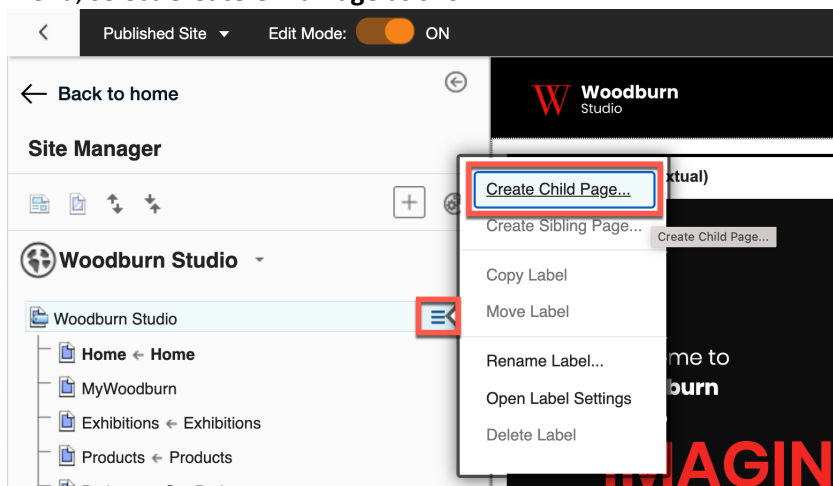 Published Site
Edit Mode:
ON
Back to home
Site Manager
Woodburn Studio
Woodburn Studio
Home ← Home
MyWoodburn
Exhibitions ← Exhibitions
Products ← Products
Create Child Page...
Create Sibling Page...
Copy Label
Move Label
Rename Label...
Open Label Settings
Delete Label
Create Child Page...
W Woodburn
Studio
xtual)
me to
burn
IMAGIN